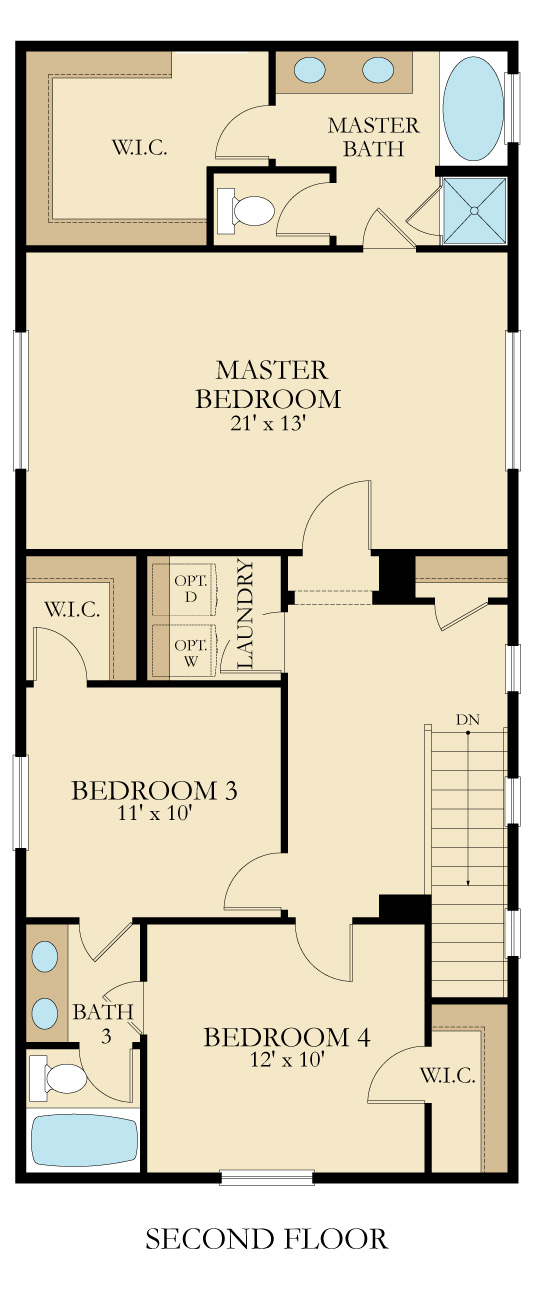 W.I.C.
MASTER
BATH
MASTER
BEDROOM
21' x 13'
W.I.C.
OPT.
D
OPT.
W
LAUNDRY
DN
BEDROOM 3
11' x 10'
BATH
3
BEDROOM 4
12' x 10'
W.I.C.
SECOND FLOOR